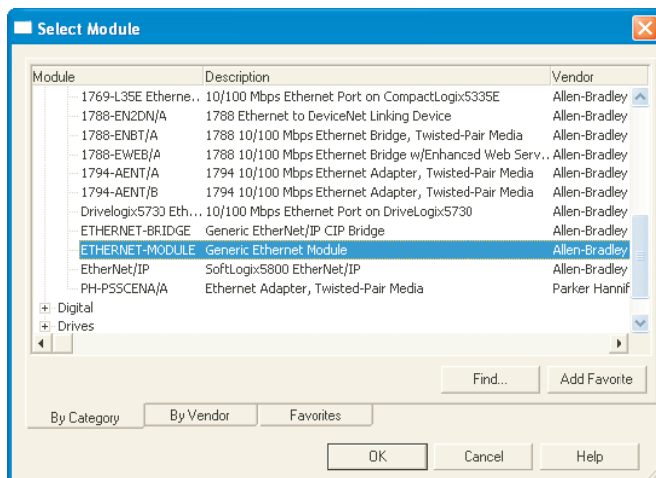 Select Module
Module Description Vendor
1769-L35E Etherne... 10/100 Mbps Ethernet Port on CompactLogix5335E Allen-Bradley
1788-EN2DN/A 1788 Ethernet to DeviceNet Linking Device Allen-Bradley
1788-ENBT/A 1788 10/100 Mbps Ethernet Bridge, Twisted-Pair Media Allen-Bradley
1788-EWEB/A 1788 10/100 Mbps Ethernet Bridge w/Enhanced Web Serv... Allen-Bradley
1794-AENT/A 1794 10/100 Mbps Ethernet Adapter, Twisted-Pair Media Allen-Bradley
1794-AENT/B 1794 10/100 Mbps Ethernet Adapter, Twisted-Pair Media Allen-Bradley
Drivelogix5730 Eth... 10/100 Mbps Ethernet Port on DriveLogix5730 Allen-Bradley
ETHERNET-BRIDGE Generic EtherNet/IP CIP Bridge Allen-Bradley
ETHERNET-MODULE Generic Ethernet Module Allen-Bradley
EtherNet/IP SoftLogix5800 EtherNet/IP Allen-Bradley
PH-PSSCENA/A Ethernet Adapter, Twisted-Pair Media Parker Hannif
Digital
Drives
Find... Add Favorite
By Category By Vendor Favorites
OK Cancel Help